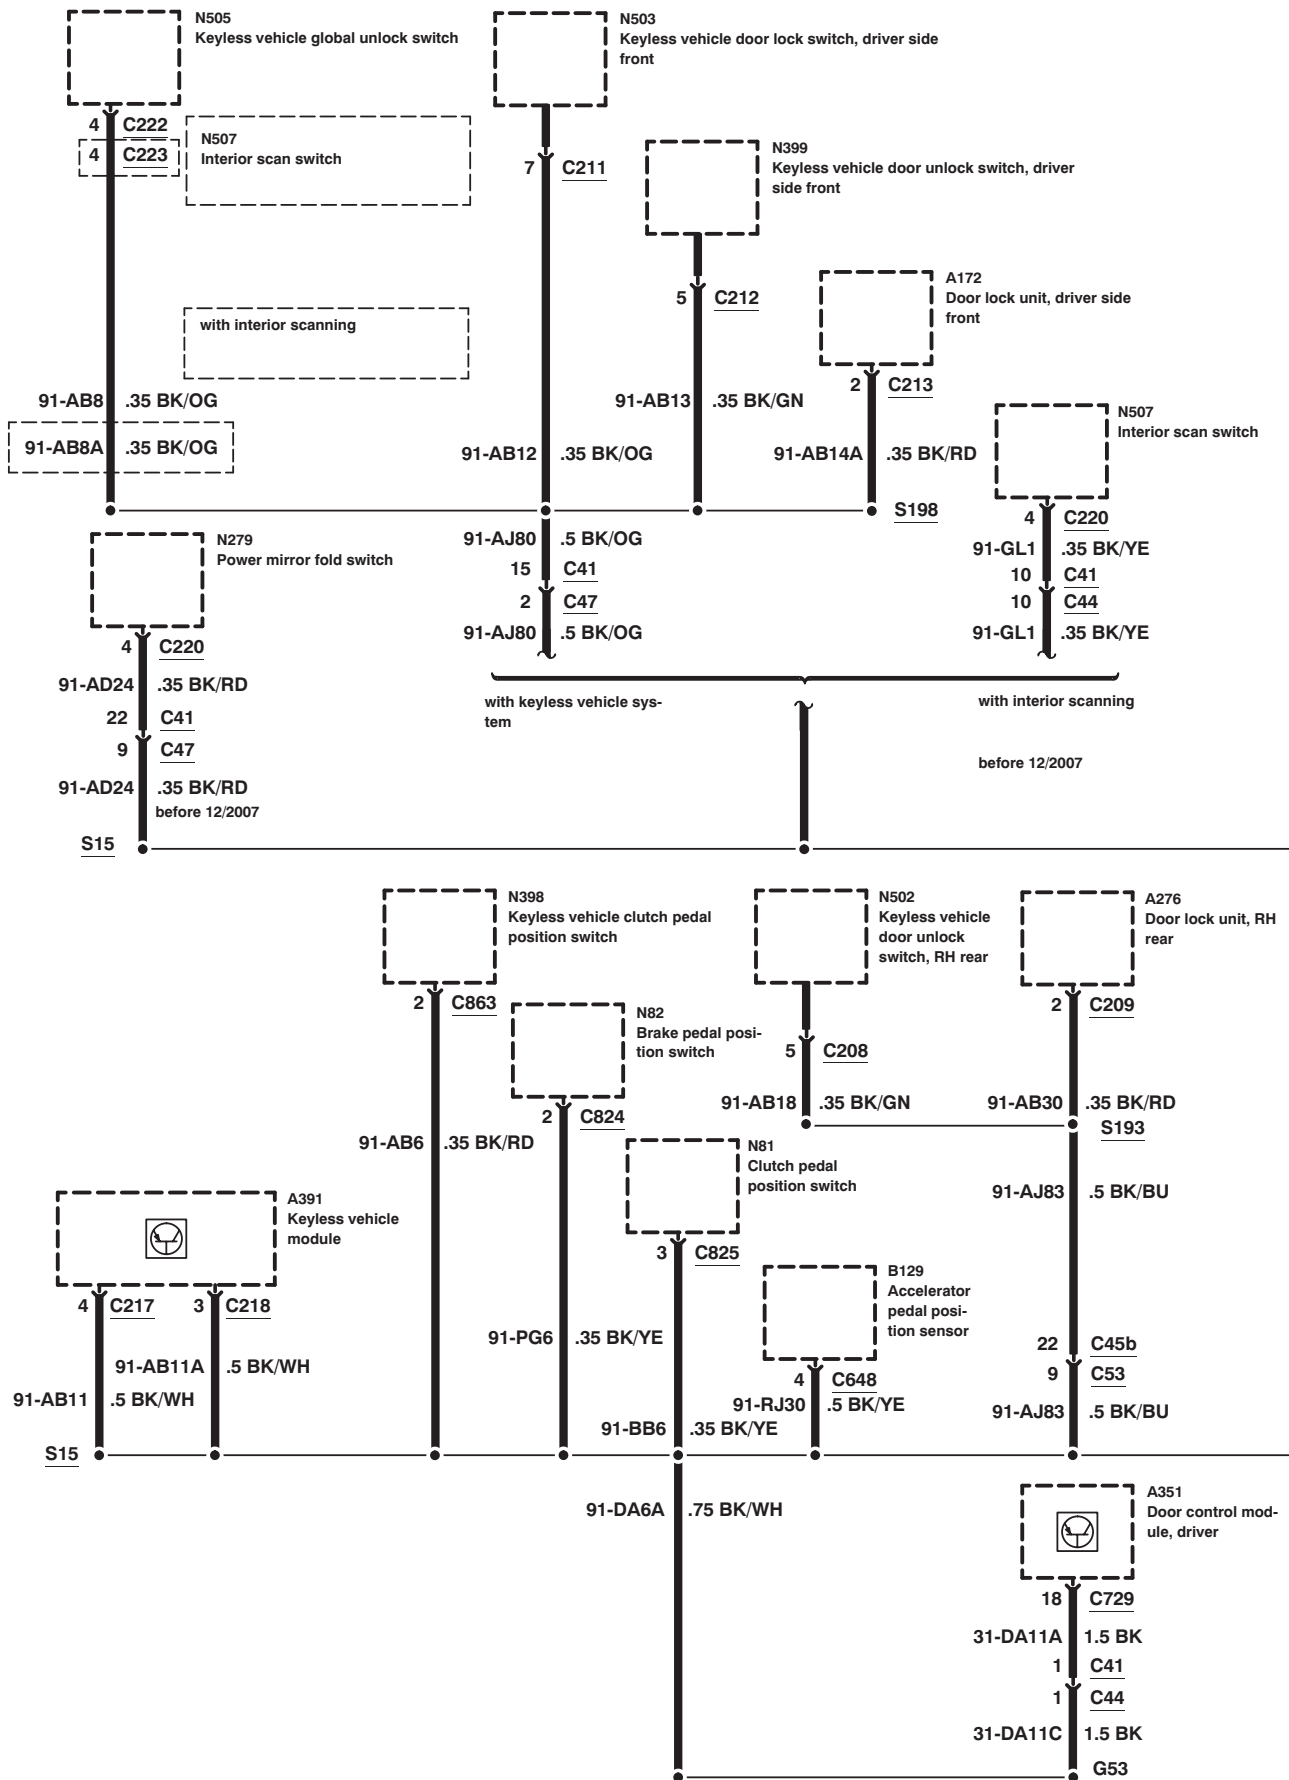 N505
Keyless vehicle global unlock switch
4 C222
4 C223
N507
Interior scan switch
with interior scanning
91-AB8 .35 BK/OG
91-AB8A .35 BK/OG
N503
Keyless vehicle door lock switch, driver side
front
7 C211
91-AB12 .35 BK/OG
N399
Keyless vehicle door unlock switch, driver
side front
5 C212
91-AB13 .35 BK/GN
A172
Door lock unit, driver side
front
2 C213
91-AB14A .35 BK/RD
S198
N507
Interior scan switch
4 C220
91-GL1 .35 BK/YE
10 C41
10 C44
91-GL1 .35 BK/YE
91-AJ80 .5 BK/OG
15 C41
2 C47
91-AJ80 .5 BK/OG
N279
Power mirror fold switch
4 C220
91-AD24 .35 BK/RD
22 C41
9 C47
91-AD24 .35 BK/RD
before 12/2007
with keyless vehicle sys-
tem
with interior scanning
before 12/2007
S15
N398
Keyless vehicle clutch pedal
position switch
2 C863
91-AB6 .35 BK/RD
N82
Brake pedal posi-
tion switch
2 C824
91-PG6 .35 BK/YE
N502
Keyless vehicle
door unlock
switch, RH rear
5 C208
91-AB18 .35 BK/GN
A276
Door lock unit, RH
rear
2 C209
91-AB30 .35 BK/RD
S193
91-AJ83 .5 BK/BU
22 C45b
9 C53
91-AJ83 .5 BK/BU
N81
Clutch pedal
position switch
3 C825
91-BB6 .35 BK/YE
B129
Accelerator
pedal posi-
tion sensor
4 C648
91-RJ30 .5 BK/YE
A391
Keyless vehicle
module
4 C217
3 C218
91-AB11A .5 BK/WH
91-AB11 .5 BK/WH
S15
91-DA6A .75 BK/WH
A351
Door control mod-
ule, driver
18 C729
31-DA11A 1.5 BK
1 C41
1 C44
31-DA11C 1.5 BK
G53